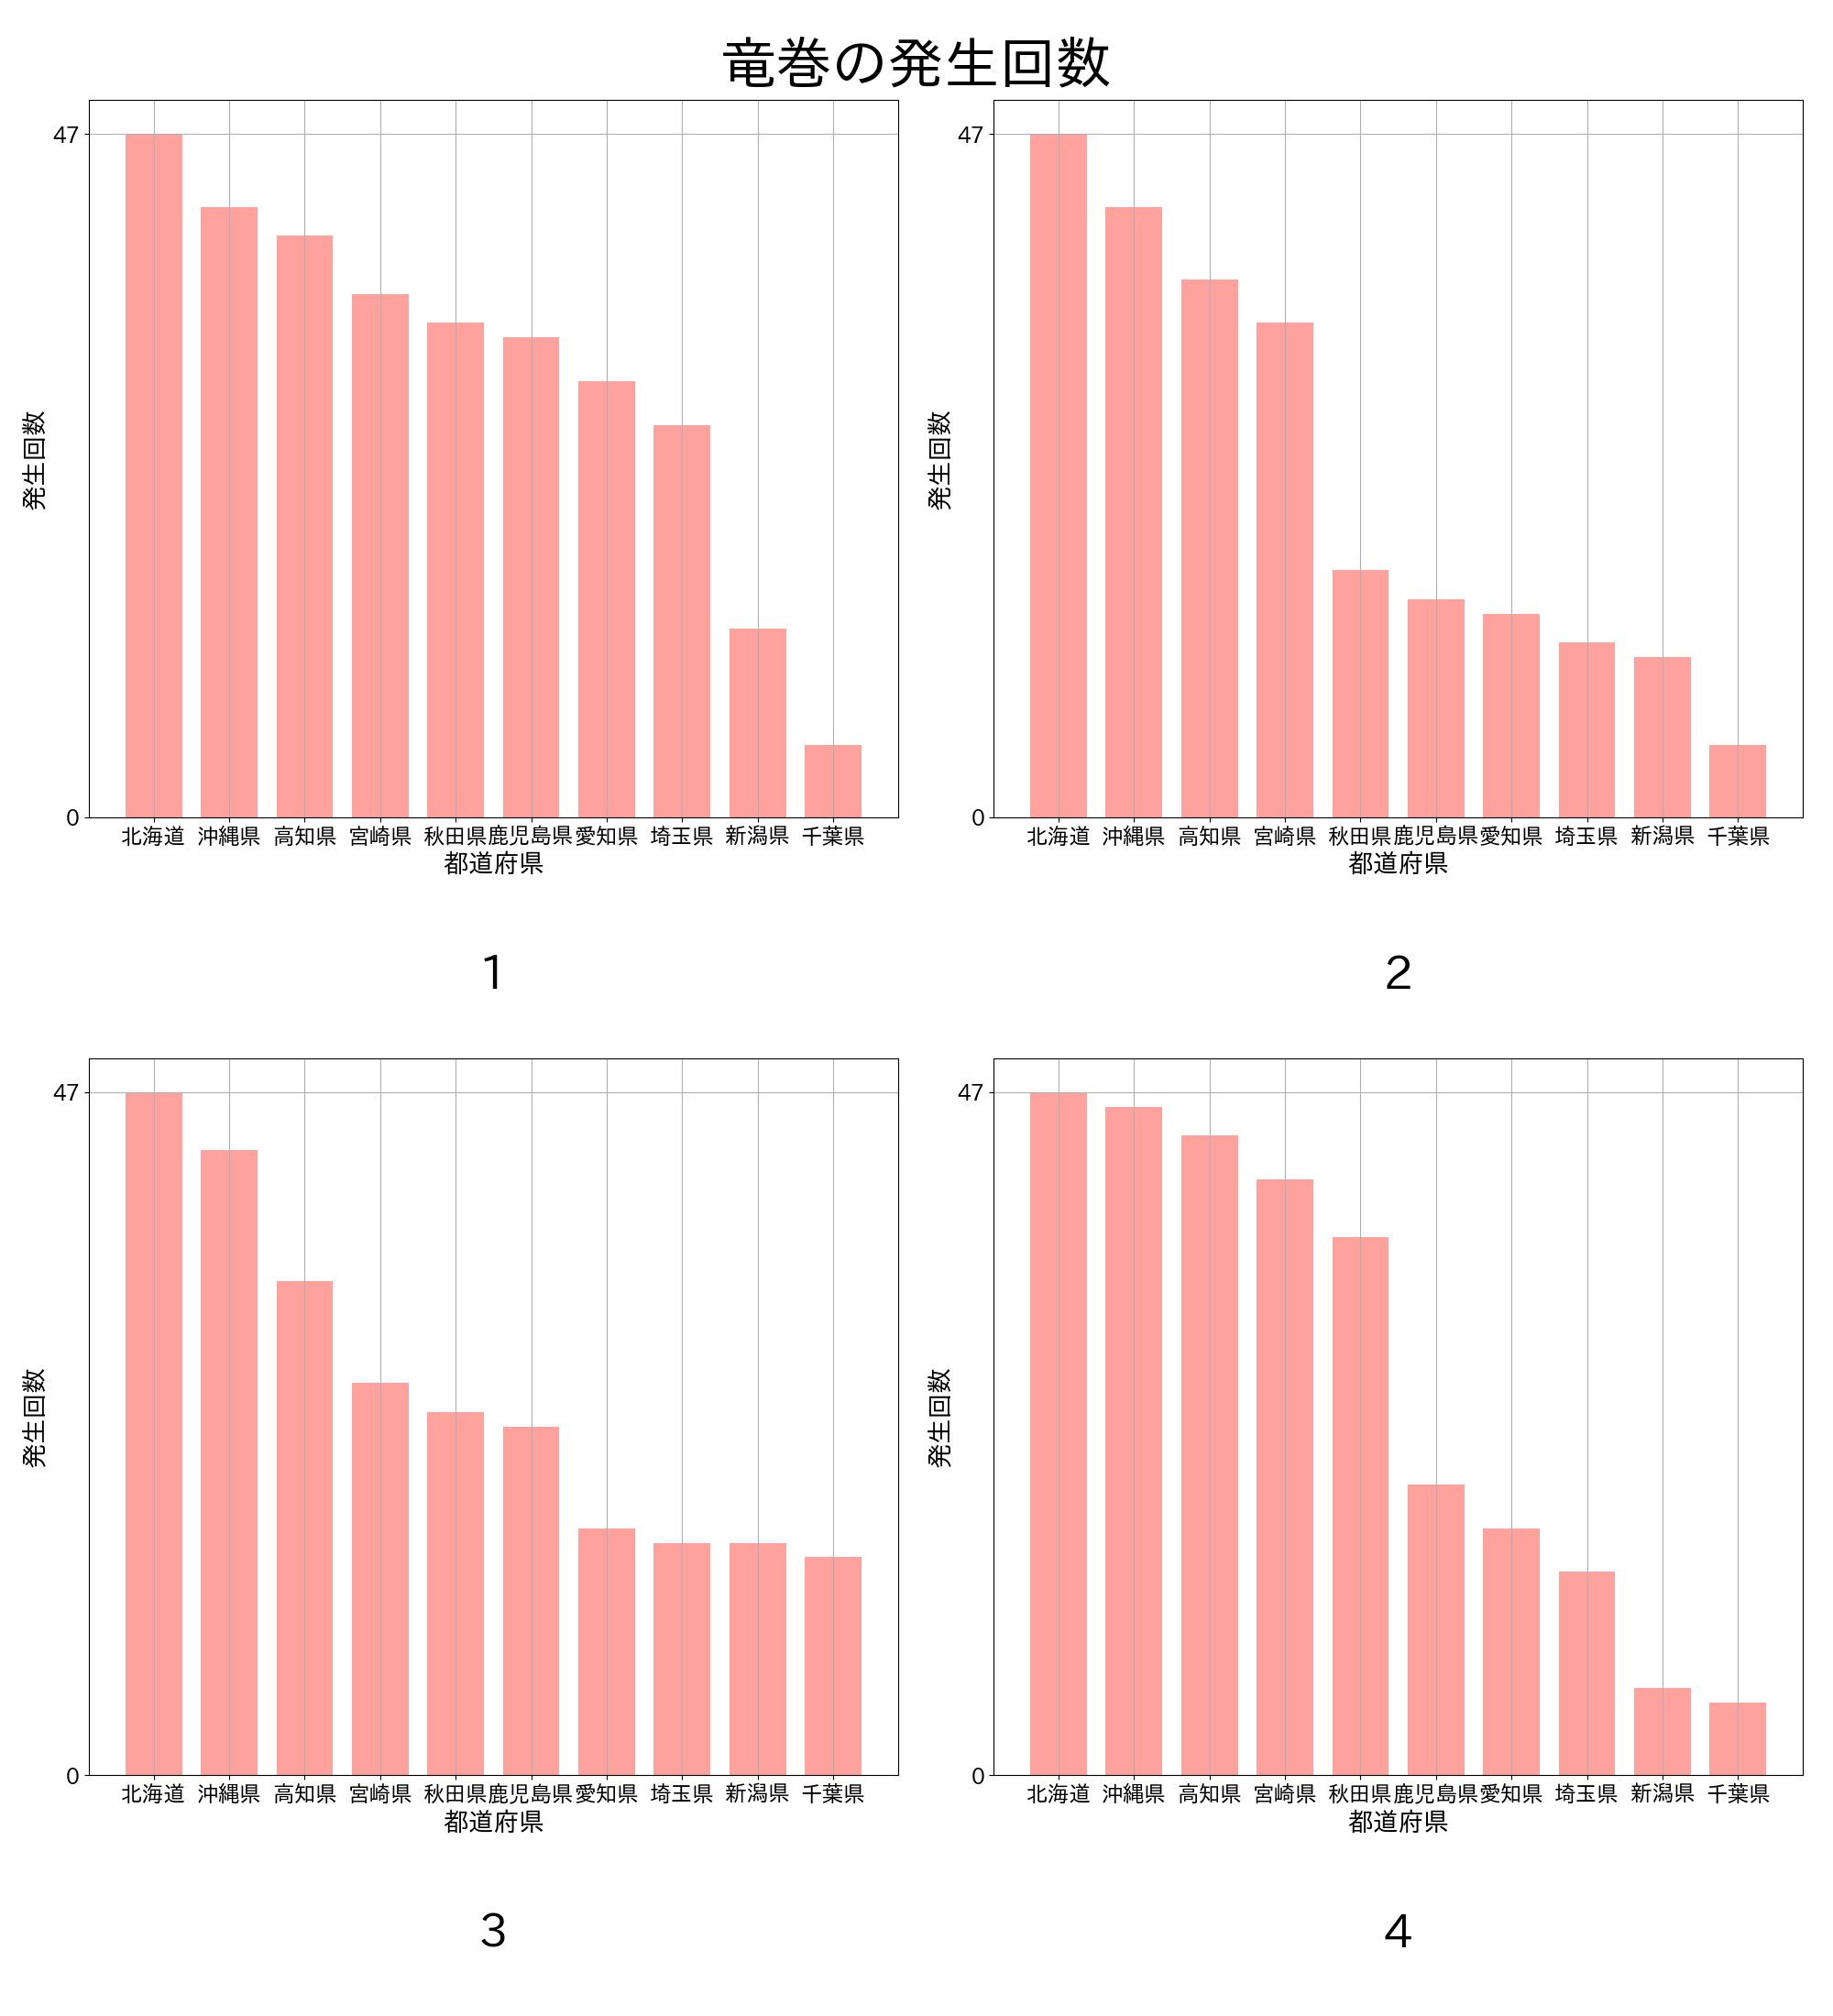 竜巻の発生回数
47
0
発生回数
北海道 沖縄県 高知県 宮崎県 秋田県 鹿児島県 愛知県 埼玉県 新潟県 千葉県
都道府県
1
47
0
発生回数
北海道 沖縄県 高知県 宮崎県 秋田県 鹿児島県 愛知県 埼玉県 新潟県 千葉県
都道府県
2
47
0
発生回数
北海道 沖縄県 高知県 宮崎県 秋田県 鹿児島県 愛知県 埼玉県 新潟県 千葉県
都道府県
3
47
0
発生回数
北海道 沖縄県 高知県 宮崎県 秋田県 鹿児島県 愛知県 埼玉県 新潟県 千葉県
都道府県
4